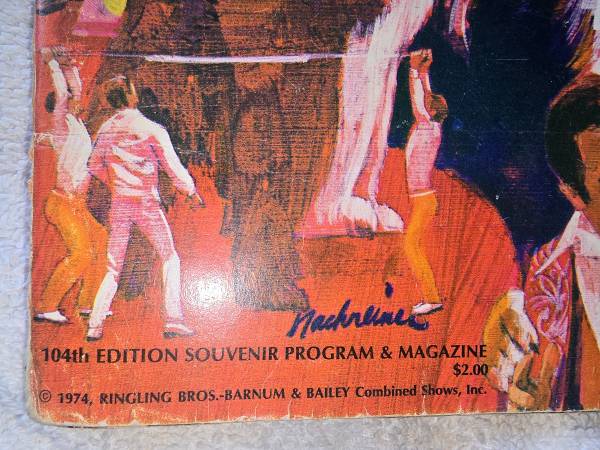 Nachreiner
104th EDITION SOUVENIR PROGRAM & MAGAZINE
$2.00
© 1974, RINGLING BROS.-BARNUM & BAILEY Combined Shows, Inc.